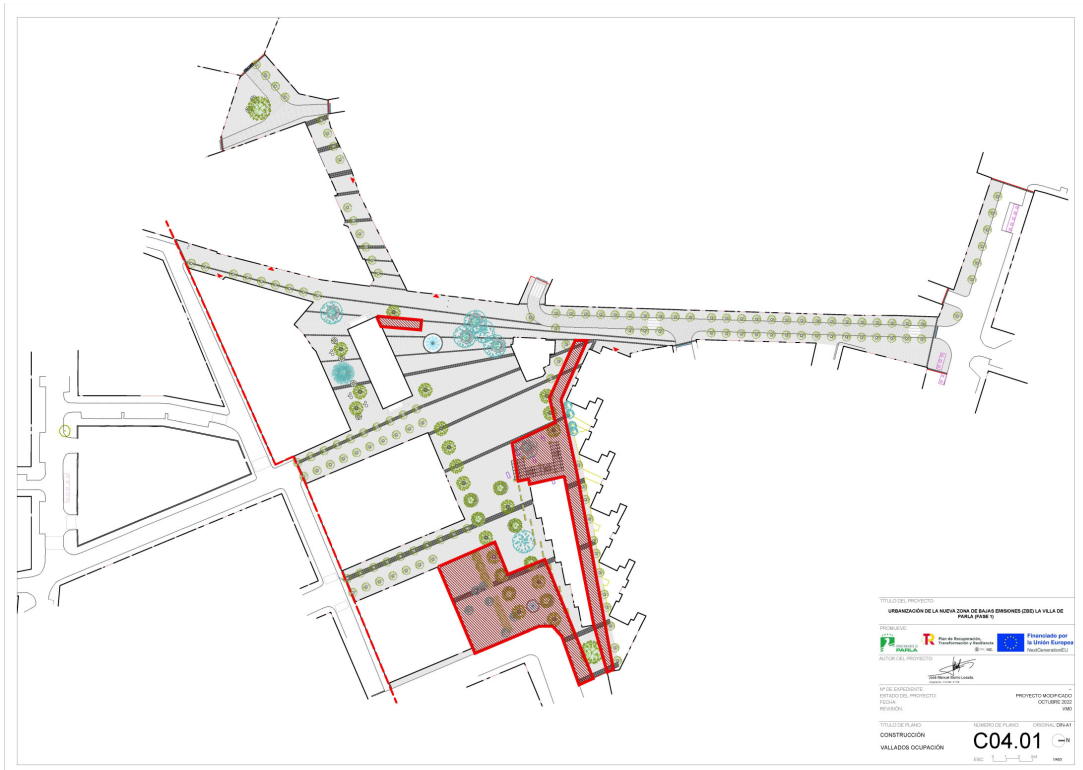 TÍTULO DEL PROYECTO:
URBANIZACIÓN DE LA NUEVA ZONA DE BAJAS EMISIONES (ZBE) LA VILLA DE
PARLA (FASE 1)
PROMUEVE:
PARLA
Plan de Recuperación,
Transformación y Resiliencia
Financiado por
la Unión Europea
NextGenerationEU
AUTOR DEL PROYECTO:
Nº DE EXPEDIENTE: --
ESTADO DEL PROYECTO: PROYECTO MODIFICADO
FECHA: OCTUBRE 2022
REVISIÓN: VM0
TÍTULO DE PLANO:
CONSTRUCCIÓN
VALLADOS OCUPACIÓN
NÚMERO DE PLANO: ORIGINAL DIN-A1
C04.01
N
ESC: